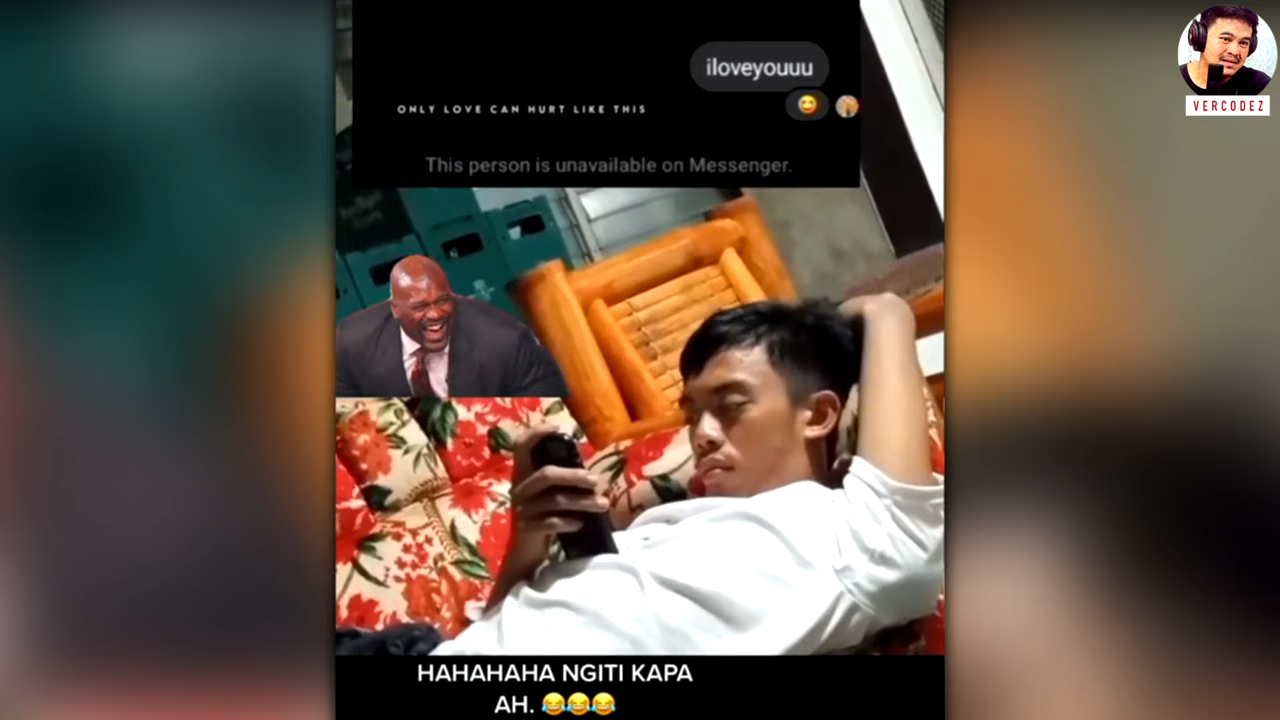 iloveyouuu
ONLY LOVE CAN HURT LIKE THIS
This person is unavailable on Messenger.
VERCODEZ
HAHAHAHA NGITI KAPA
AH. 😂😂😂